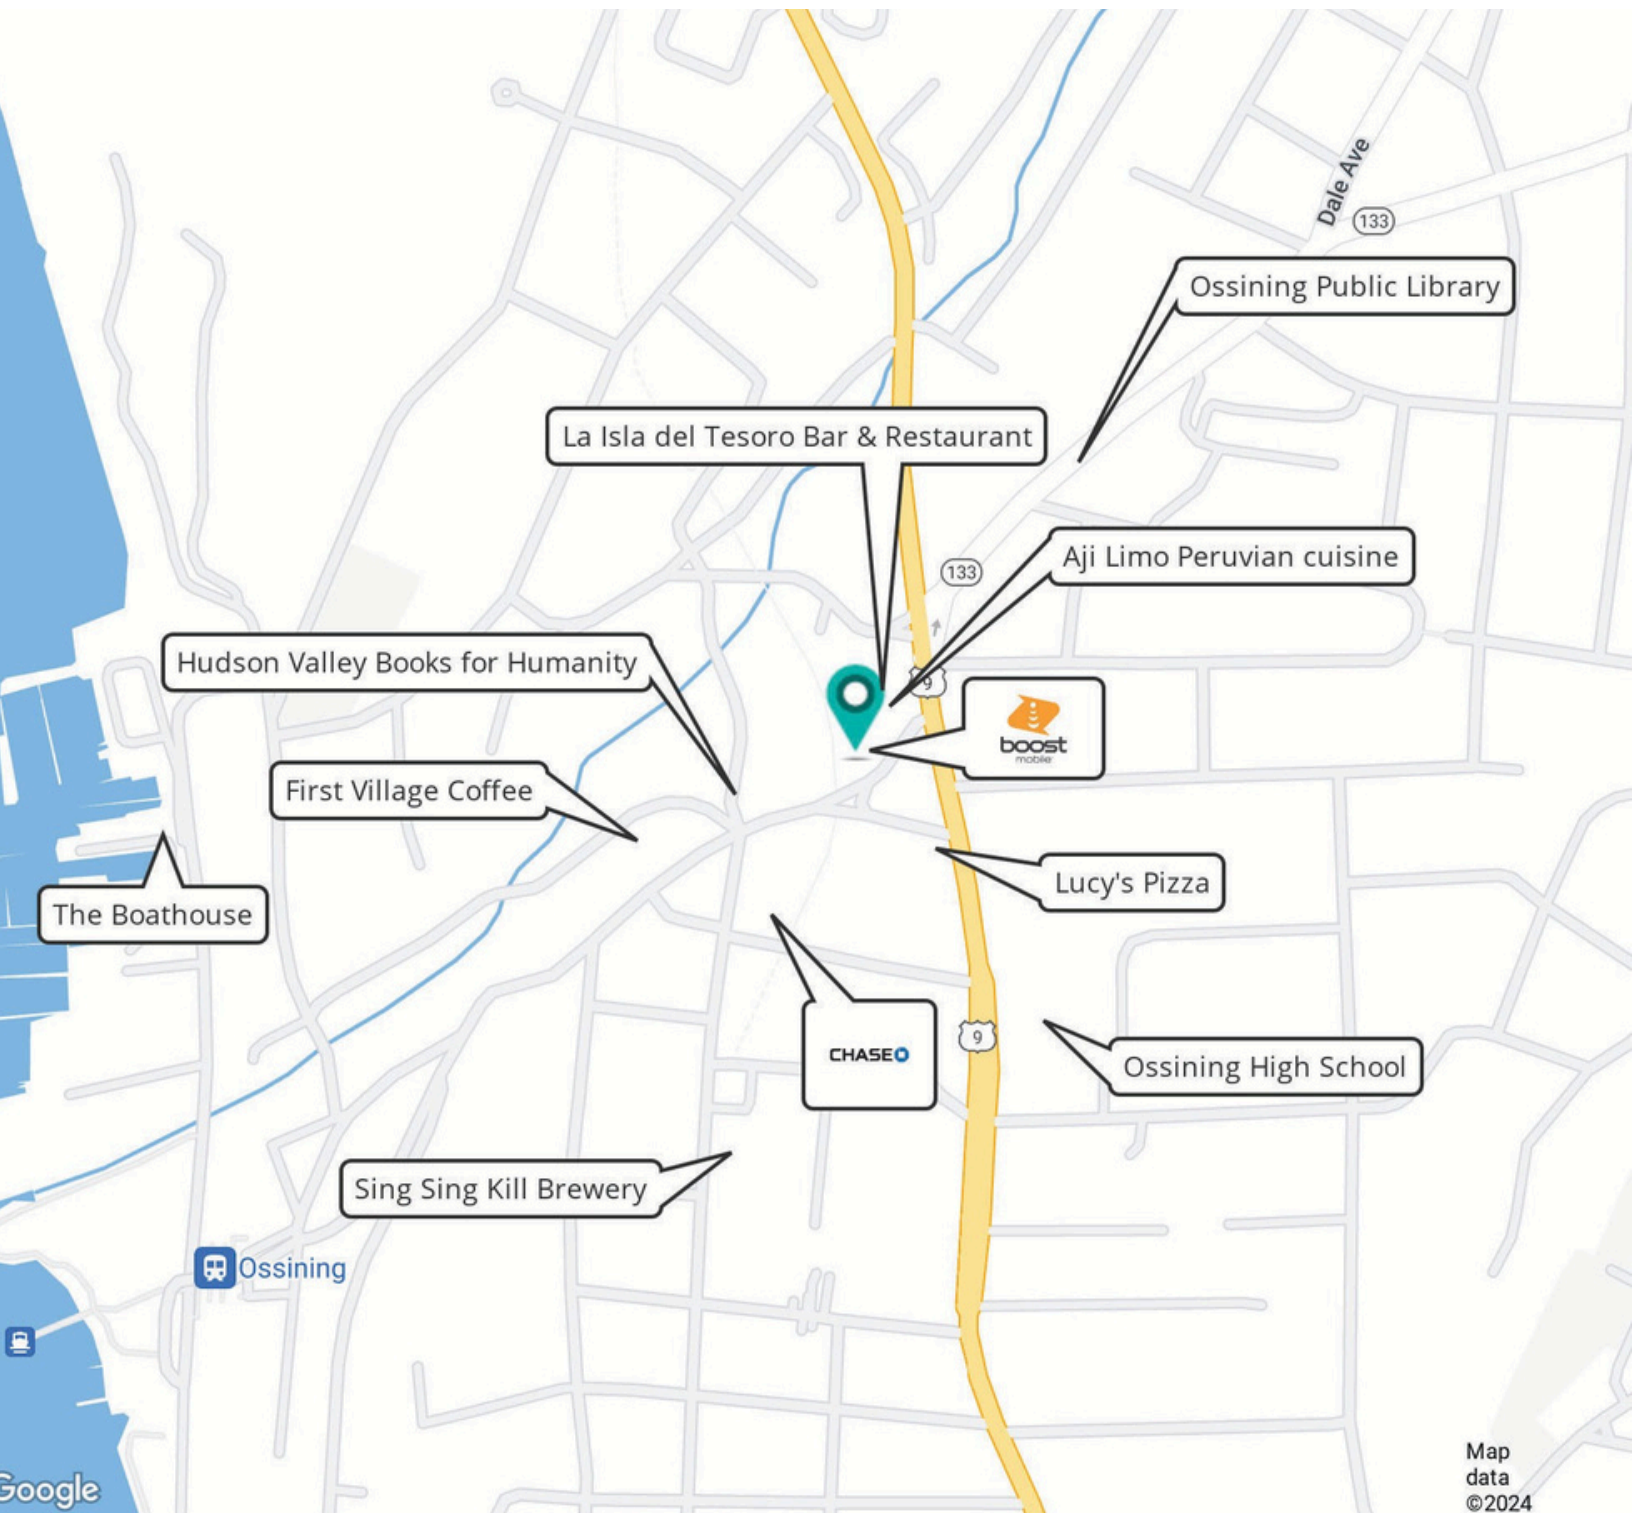 Dale Ave
133
Ossining Public Library
La Isla del Tesoro Bar & Restaurant
133
Aji Limo Peruvian cuisine
Hudson Valley Books for Humanity
9
boost
mobile
First Village Coffee
Lucy's Pizza
The Boathouse
CHASE
9
Ossining High School
Sing Sing Kill Brewery
Ossining
Google
Map
data
©2024